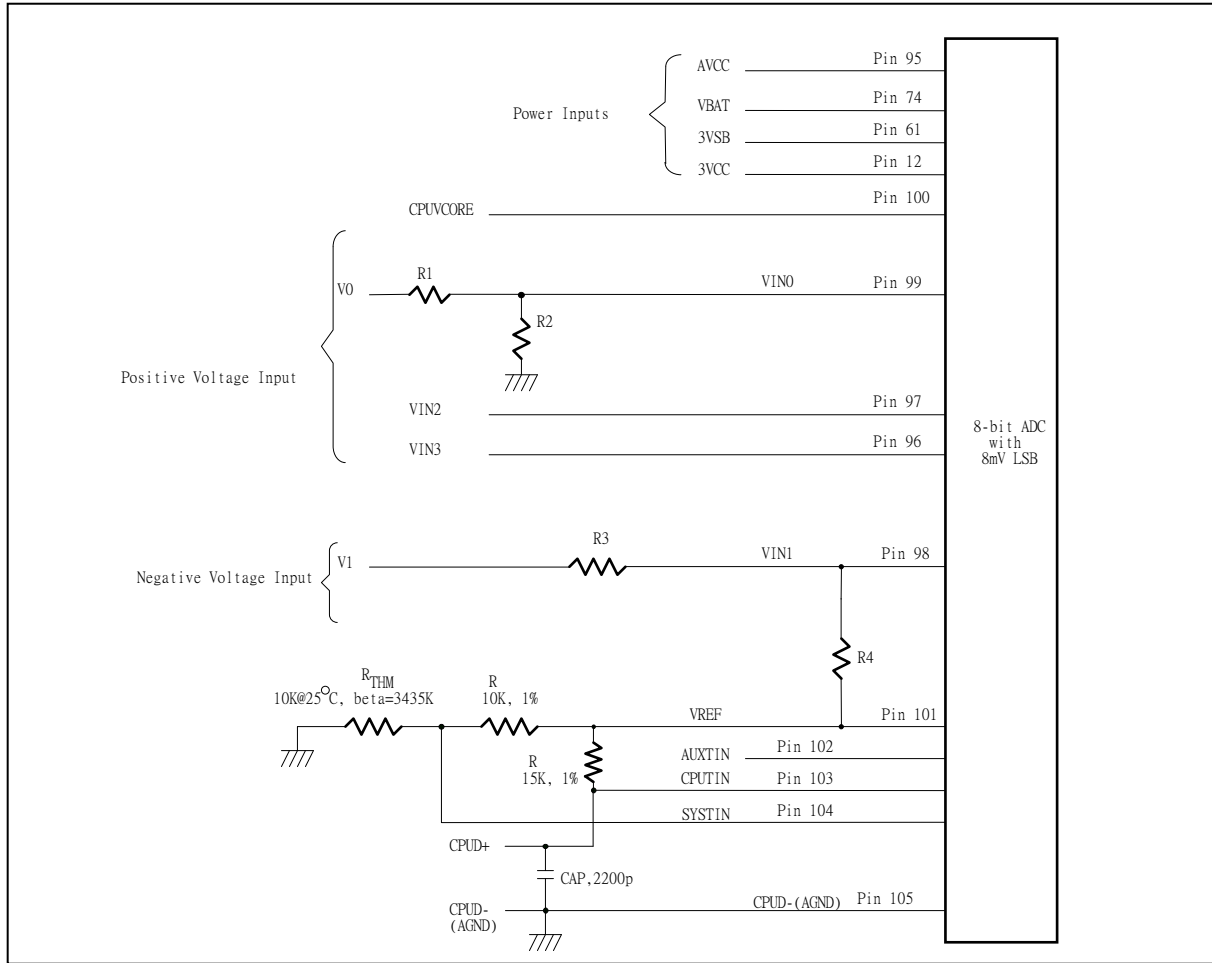 AVCC Pin 95
Power Inputs
VBAT Pin 74
3VSB Pin 61
3VCC Pin 12
CPUVCORE Pin 100
Positive Voltage Input
V0 R1 VIN0 Pin 99
R2
VIN2 Pin 97
VIN3 Pin 96
8-bit ADC
with
8mV LSB
Negative Voltage Input
V1 R3 VIN1 Pin 98
R4
RTHM
10K@25°C, beta=3435K
R
10K, 1%
VREF Pin 101
R
15K, 1%
AUXTIN Pin 102
CPUTIN Pin 103
SYSTIN Pin 104
CPUD+
CAP,2200p
CPUD-
(AGND)
CPUD-(AGND) Pin 105